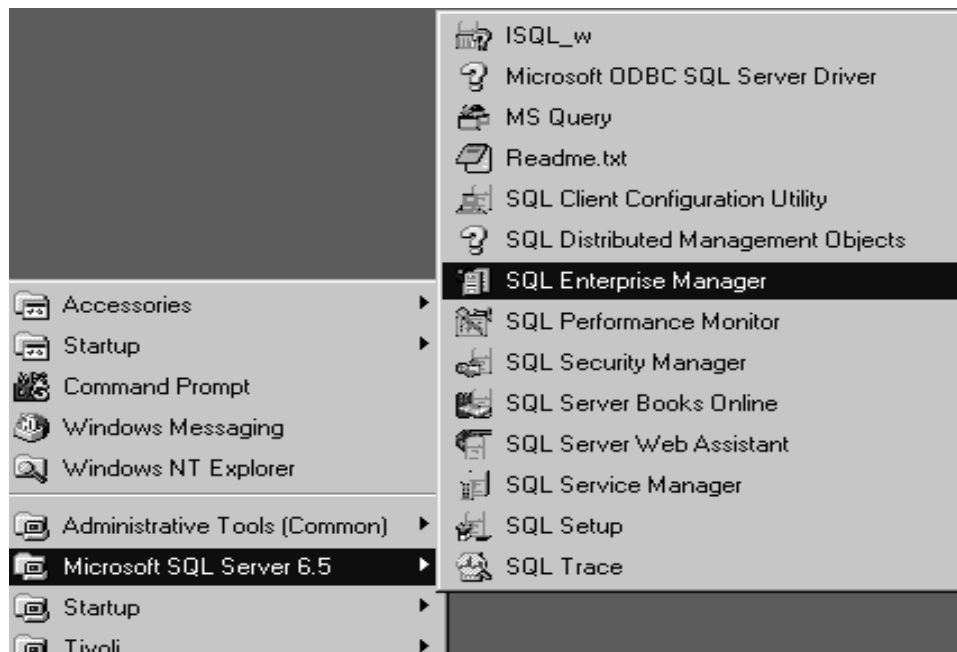 ISQL_w
Microsoft ODBC SQL Server Driver
MS Query
Readme.txt
SQL Client Configuration Utility
SQL Distributed Management Objects
SQL Enterprise Manager
SQL Performance Monitor
SQL Security Manager
SQL Server Books Online
SQL Server Web Assistant
SQL Service Manager
SQL Setup
SQL Trace
Accessories
Startup
Command Prompt
Windows Messaging
Windows NT Explorer
Administrative Tools (Common)
Microsoft SQL Server 6.5
Startup
Tivoli